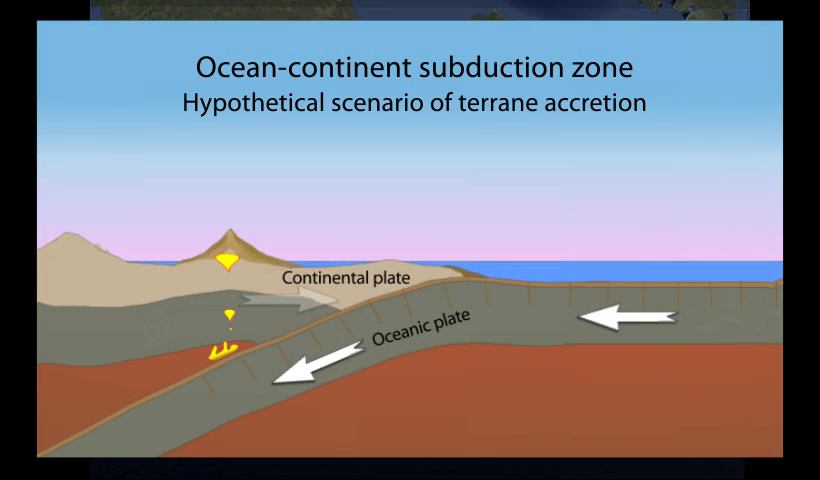 Ocean-continent subduction zone
Hypothetical scenario of terrane accretion
Continental plate
Oceanic plate